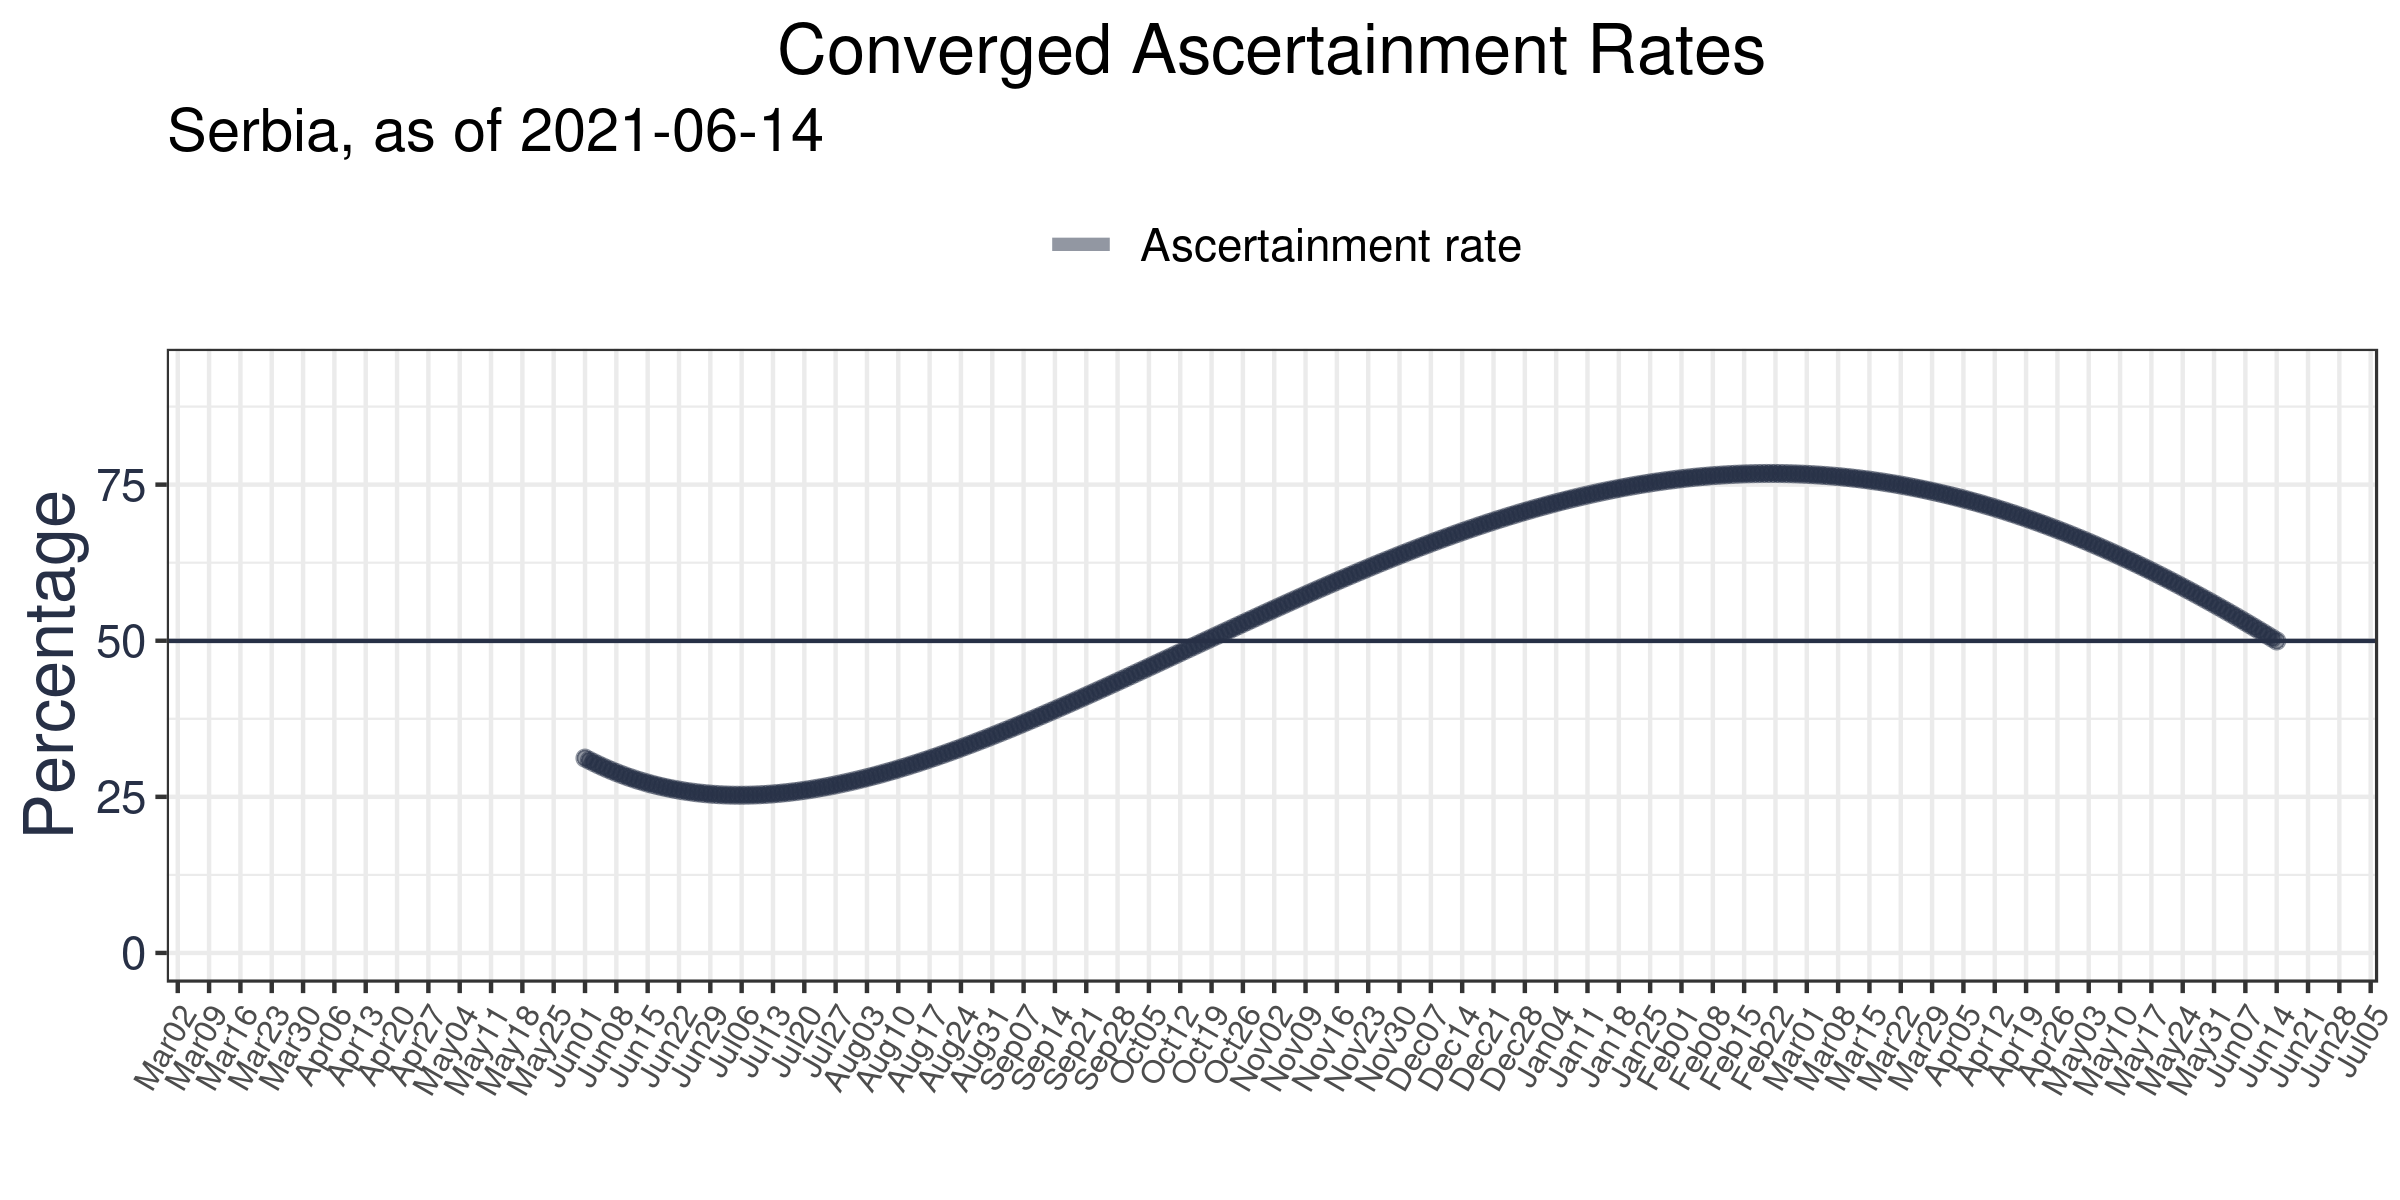 Converged Ascertainment Rates
Serbia, as of 2021-06-14
Ascertainment rate
Percentage
75
50
25
0
Mar02 Mar09 Mar16 Mar23 Mar30 Apr06 Apr13 Apr20 Apr27 May04 May11 May18 May25 Jun01 Jun08 Jun15 Jun22 Jun29 Jul06 Jul13 Jul20 Jul27 Aug03 Aug10 Aug17 Aug24 Aug31 Sep07 Sep14 Sep21 Sep28 Oct05 Oct12 Oct19 Oct26 Nov02 Nov09 Nov16 Nov23 Nov30 Dec07 Dec14 Dec21 Dec28 Jan04 Jan11 Jan18 Jan25 Feb01 Feb08 Feb15 Feb22 Mar01 Mar08 Mar15 Mar22 Mar29 Apr05 Apr12 Apr19 Apr26 May03 May10 May17 May24 May31 Jun07 Jun14 Jun21 Jun28 Jul05